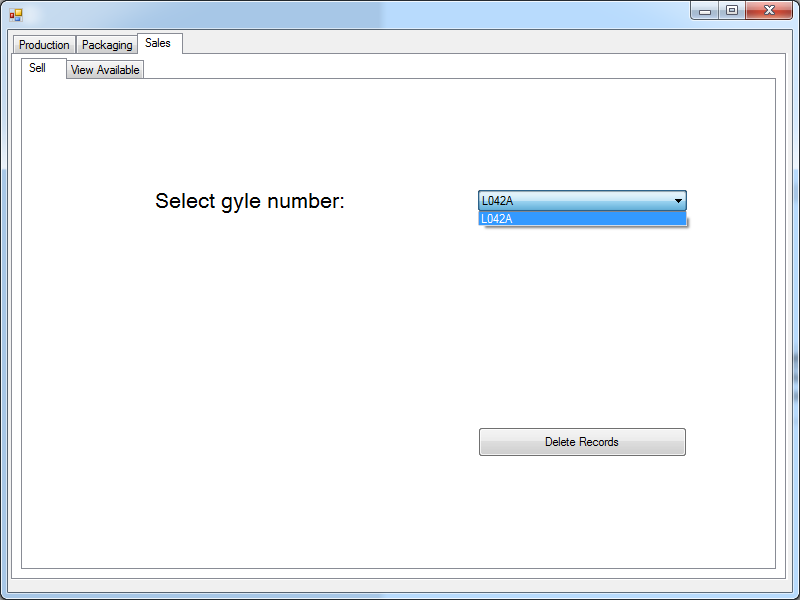 Production Packaging Sales
Sell View Available
Select gyle number: L042A
L042A
Delete Records